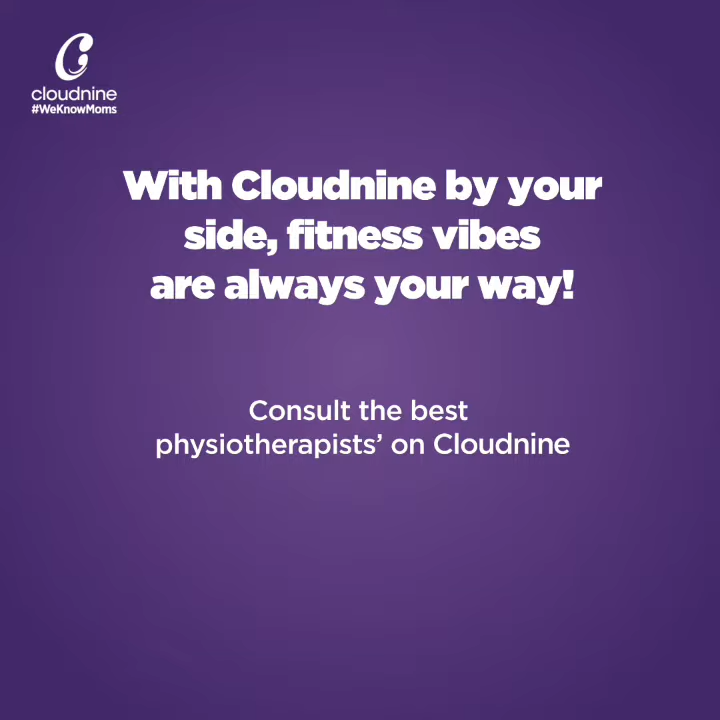 cloudnine
#WeKnowMoms
With Cloudnine by your
side, fitness vibes
are always your way!
Consult the best
physiotherapists’ on Cloudnine